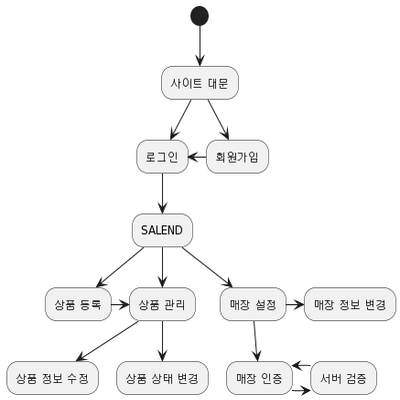 사이트 대문
로그인
회원가입
SALEND
상품 등록
상품 관리
매장 설정
매장 정보 변경
상품 정보 수정
상품 상태 변경
매장 인증
서버 검증